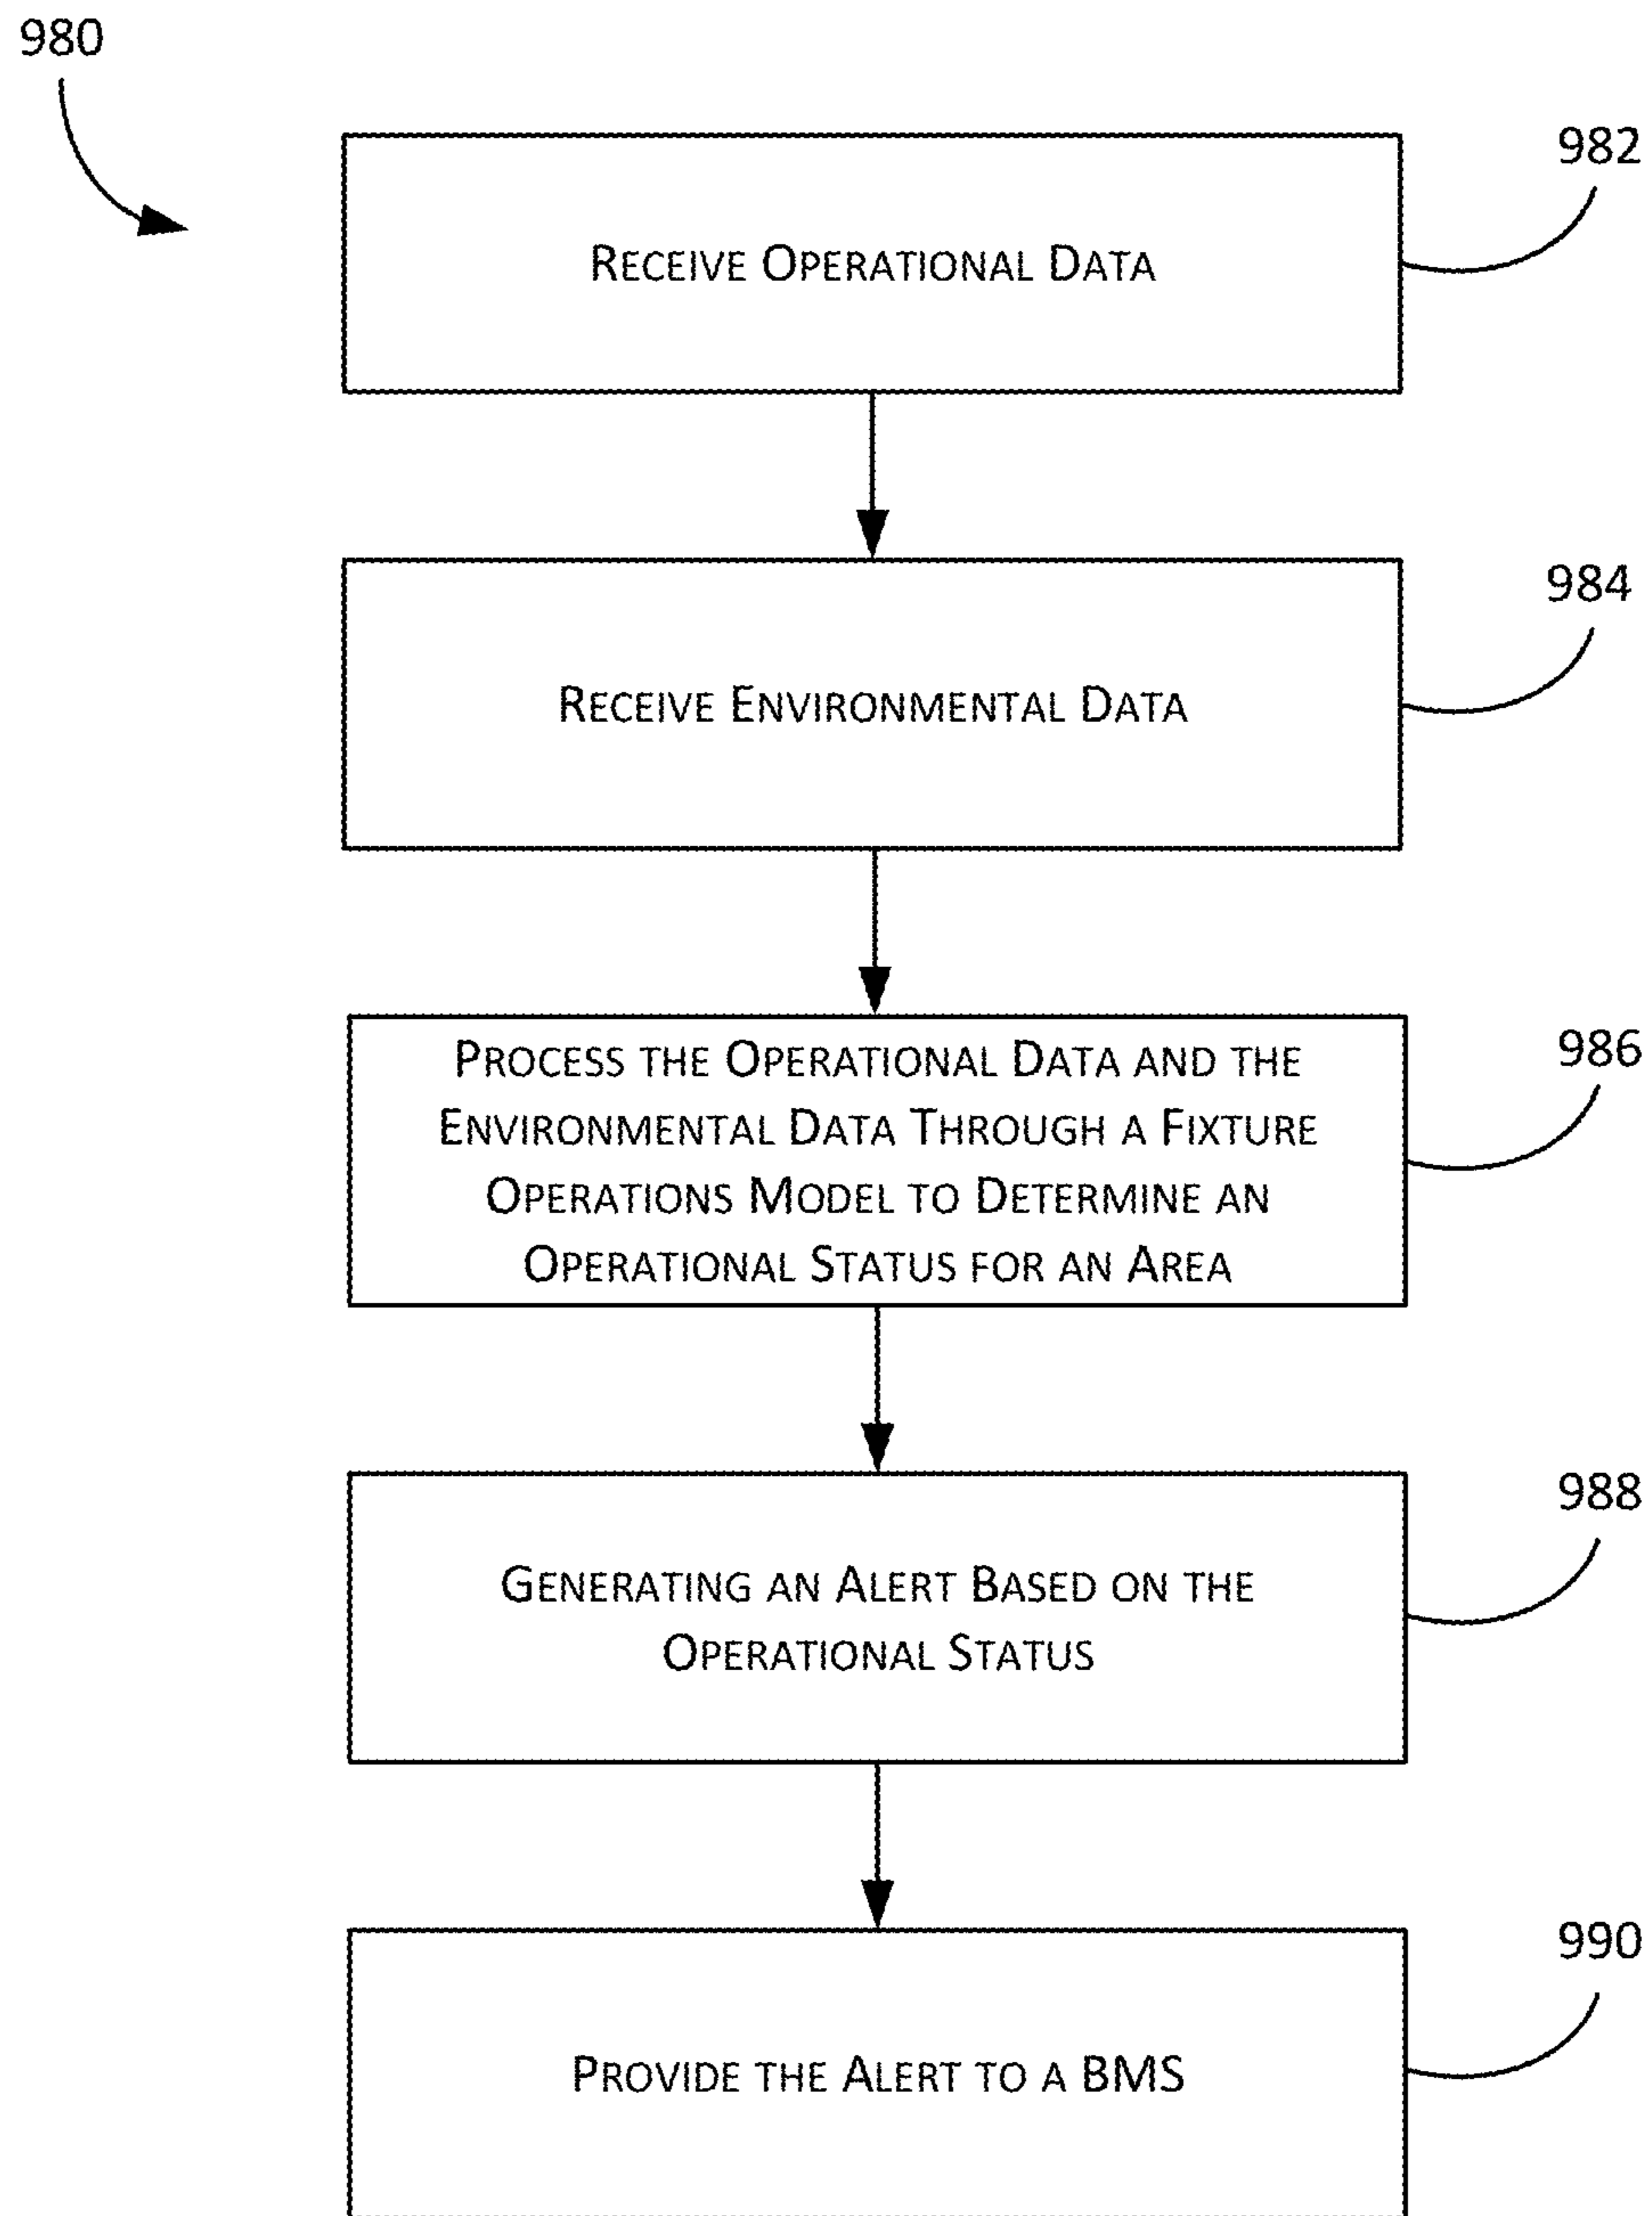 980
982
RECEIVE OPERATIONAL DATA
984
RECEIVE ENVIRONMENTAL DATA
986
PROCESS THE OPERATIONAL DATA AND THE
ENVIRONMENTAL DATA THROUGH A FIXTURE
OPERATIONS MODEL TO DETERMINE AN
OPERATIONAL STATUS FOR AN AREA
988
GENERATING AN ALERT BASED ON THE
OPERATIONAL STATUS
990
PROVIDE THE ALERT TO A BMS